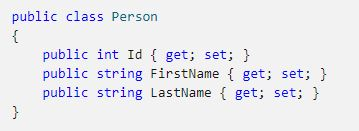 public class Person
{
    public int Id { get; set; }
    public string FirstName { get; set; }
    public string LastName { get; set; }
}